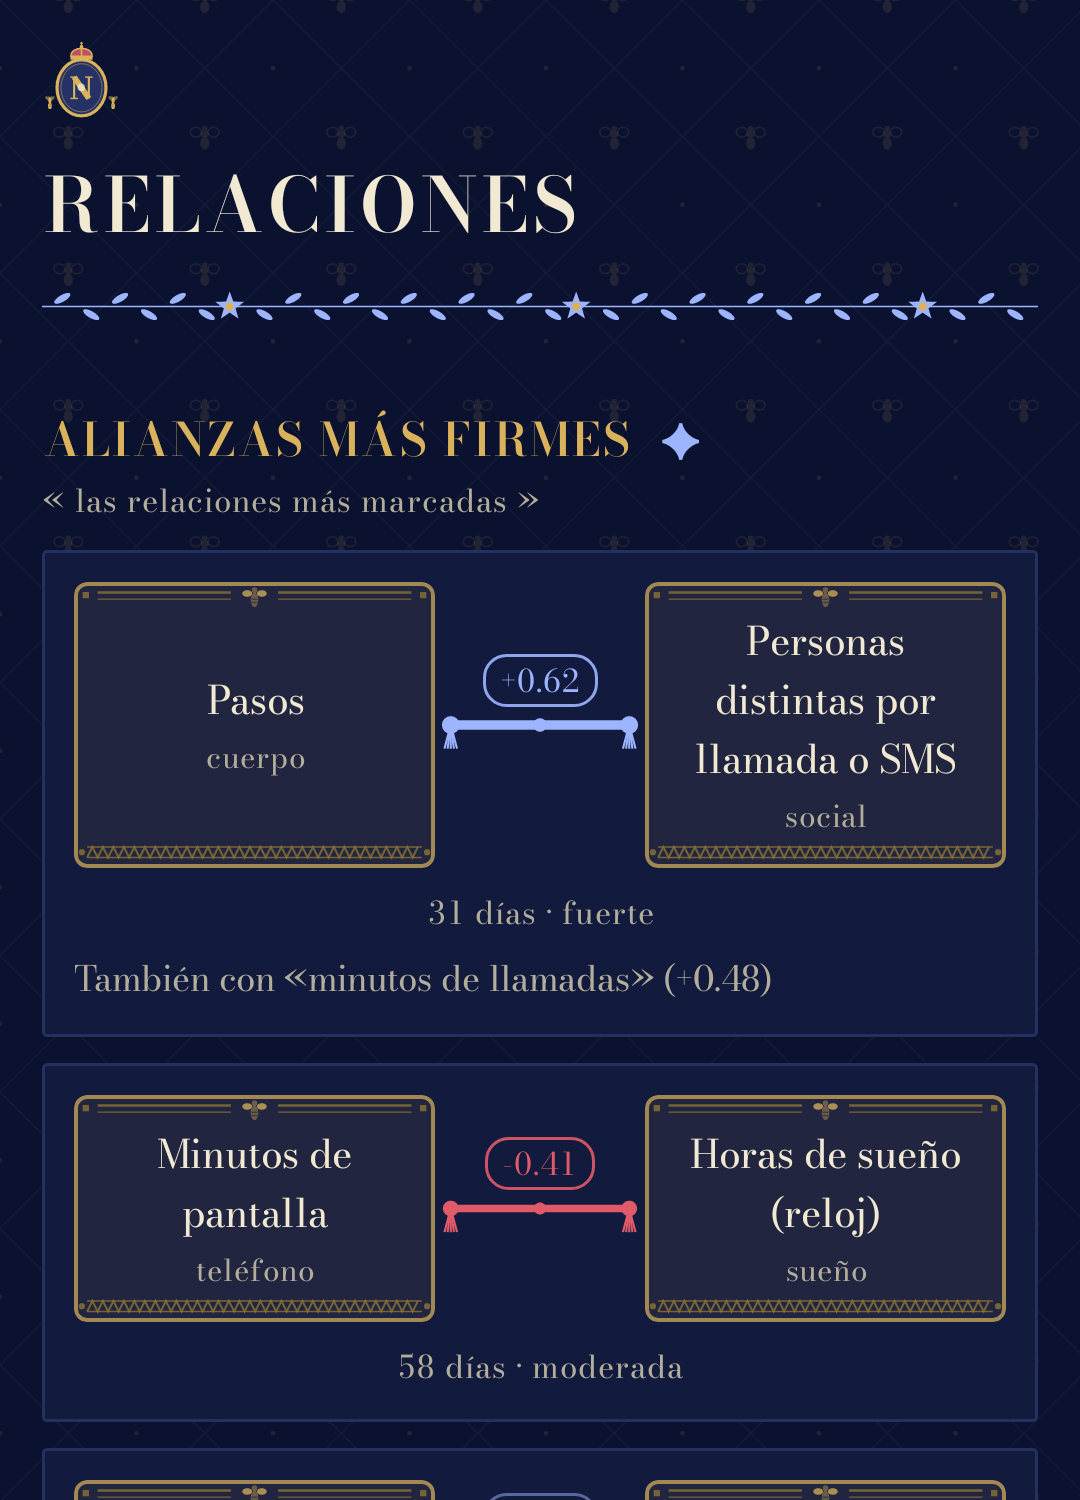 N
RELACIONES
ALIANZAS MÁS FIRMES
« las relaciones más marcadas »
Pasos
cuerpo
+0.62
Personas
distintas por
llamada o SMS
social
31 días · fuerte
También con «minutos de llamadas» (+0.48)
Minutos de
pantalla
teléfono
-0.41
Horas de sueño
(reloj)
sueño
58 días · moderada